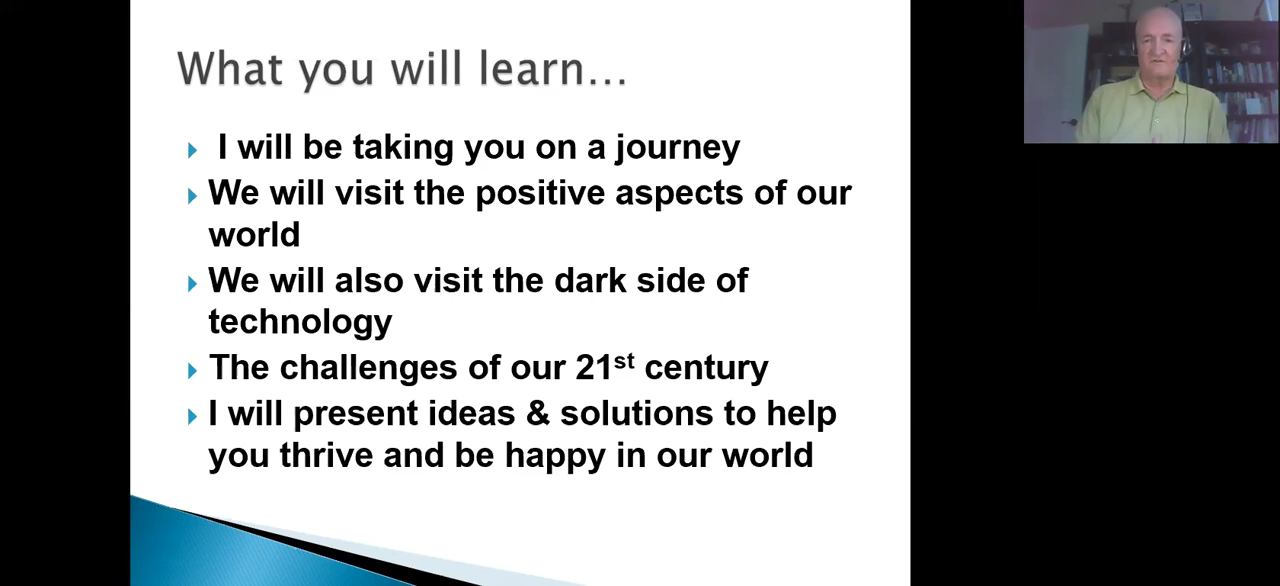 What you will learn...
I will be taking you on a journey
We will visit the positive aspects of our
world
We will also visit the dark side of
technology
The challenges of our 21st century
I will present ideas & solutions to help
you thrive and be happy in our world